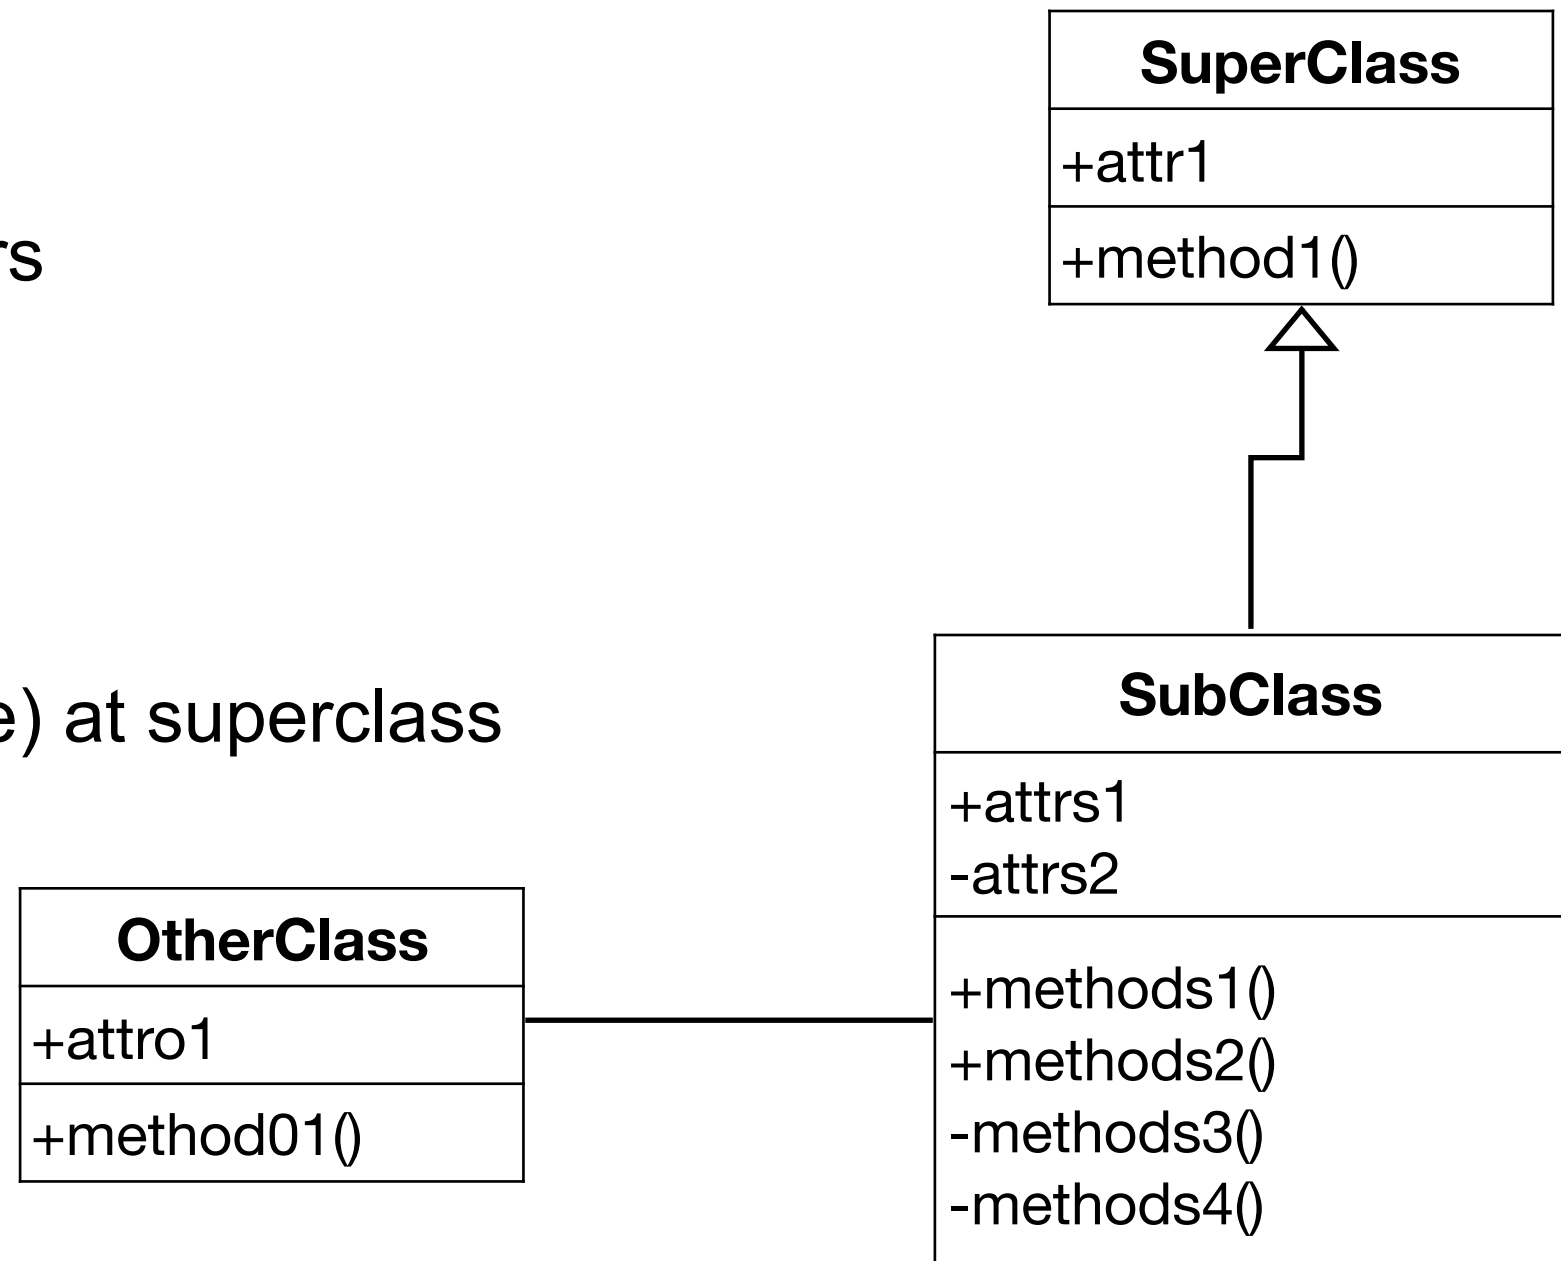 rs
e) at superclass
SuperClass
+attr1
+method1()
SubClass
+attrs1
-attrs2
+methods1()
+methods2()
-methods3()
-methods4()
OtherClass
+attro1
+method01()